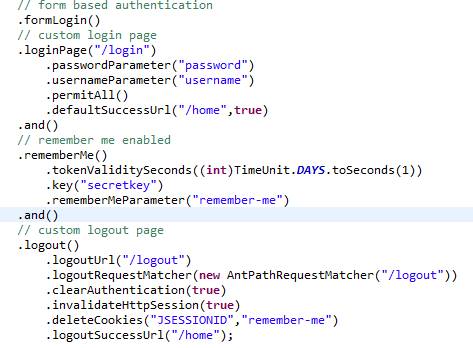 // form based authentication
.formLogin()
// custom login page
.loginPage("/login")
.passwordParameter("password")
.usernameParameter("username")
.permitAll()
.defaultSuccessUrl("/home",true)
.and()
// remember me enabled
.rememberMe()
.tokenValiditySeconds((int)TimeUnit.DAYS.toSeconds(1))
.key("secretkey")
.rememberMeParameter("remember-me")
.and()
// custom logout page
.logout()
.logoutUrl("/logout")
.logoutRequestMatcher(new AntPathRequestMatcher("/logout"))
.clearAuthentication(true)
.invalidateHttpSession(true)
.deleteCookies("JSESSIONID","remember-me")
.logoutSuccessUrl("/home");